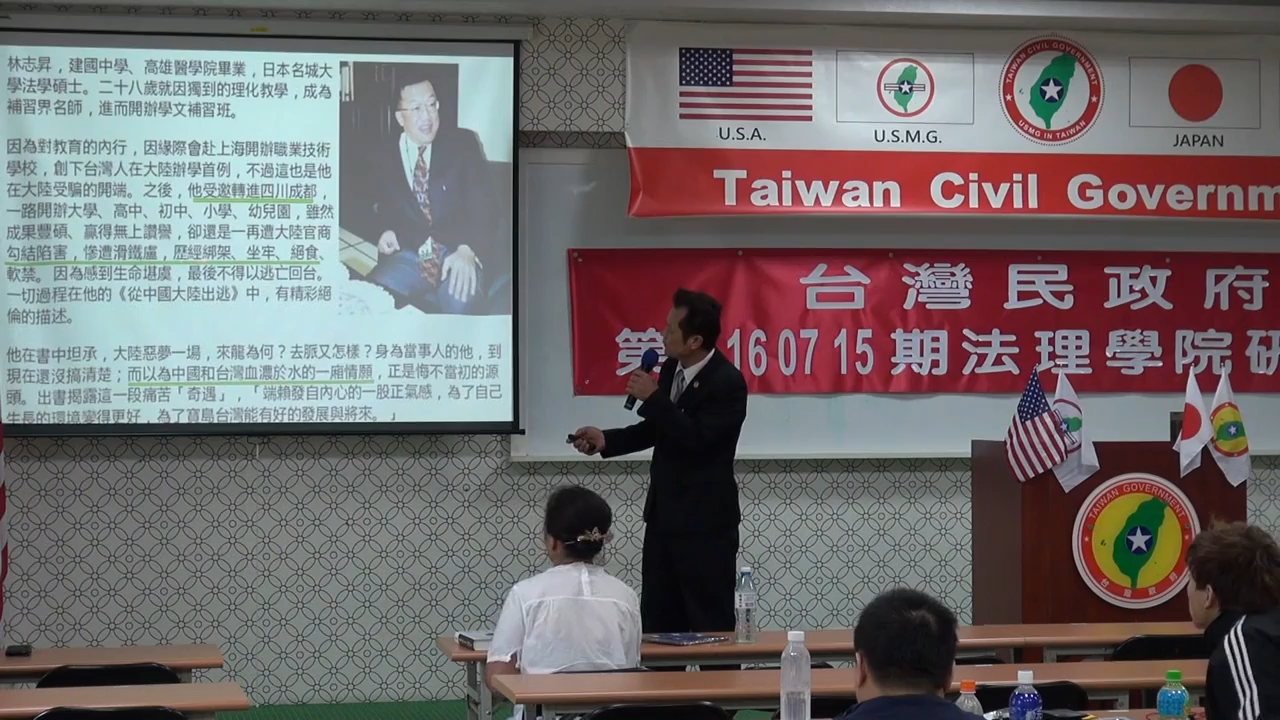 林志昇，建國中學、高雄醫學院畢業，日本名城大
學法學碩士。二十八歲就因獨到的理化教學，成為
補習界名師，進而開辦學文補習班。
因為對教育的內行，因緣際會赴上海開辦職業技術
學校，創下台灣人在大陸辦學首例，不過這也是他
在大陸受騙的開端。之後，他受邀轉進四川成都，
一路開辦大學、高中、初中、小學、幼兒園，雖然
成果豐碩、贏得無上讚譽，卻還是一再遭大陸官商
勾結陷害，慘遭滑鐵盧，歷經綁架、坐牢、絕食、
軟禁。因為感到生命堪虞，最後不得以逃亡回台。
一切過程在他的《從中國大陸出逃》中，有精彩絕
倫的描述。
他在書中坦承，大陸惡夢一場，來龍為何？去脈又怎樣？身為當事人的他，到
現在還沒搞清楚；而以為中國和台灣血濃於水的一廂情願，正是悔不當初的源
頭。出書揭露這一段痛苦「奇遇」，「端賴發自內心的一股正氣感，為了自己
生長的環境變得更好，為了寶島台灣能有好的發展與將來。」
U.S.A.
U.S.M.G.
TAIWAN CIVIL GOVERNMENT
USMG IN TAIWAN
JAPAN
Taiwan Civil Governm
台灣民政府
第 16 07 15 期法理學院研
TAIWAN GOVERNMENT
台灣政府